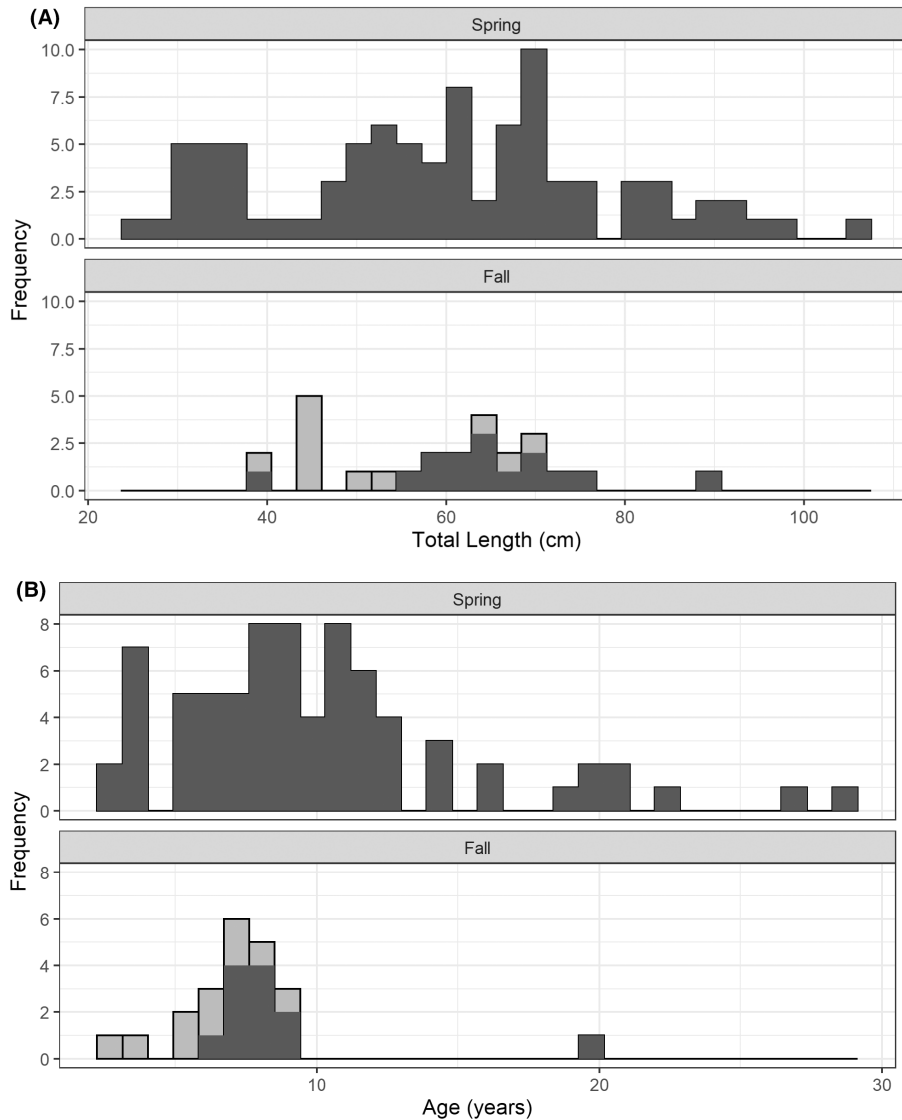 (A)
Spring
10.0
7.5
5.0
2.5
0.0
Fall
10.0
7.5
5.0
2.5
0.0
Frequency
20 40 60 80 100
Total Length (cm)
(B)
Spring
8
6
4
2
0
Fall
8
6
4
2
0
Frequency
10 20 30
Age (years)